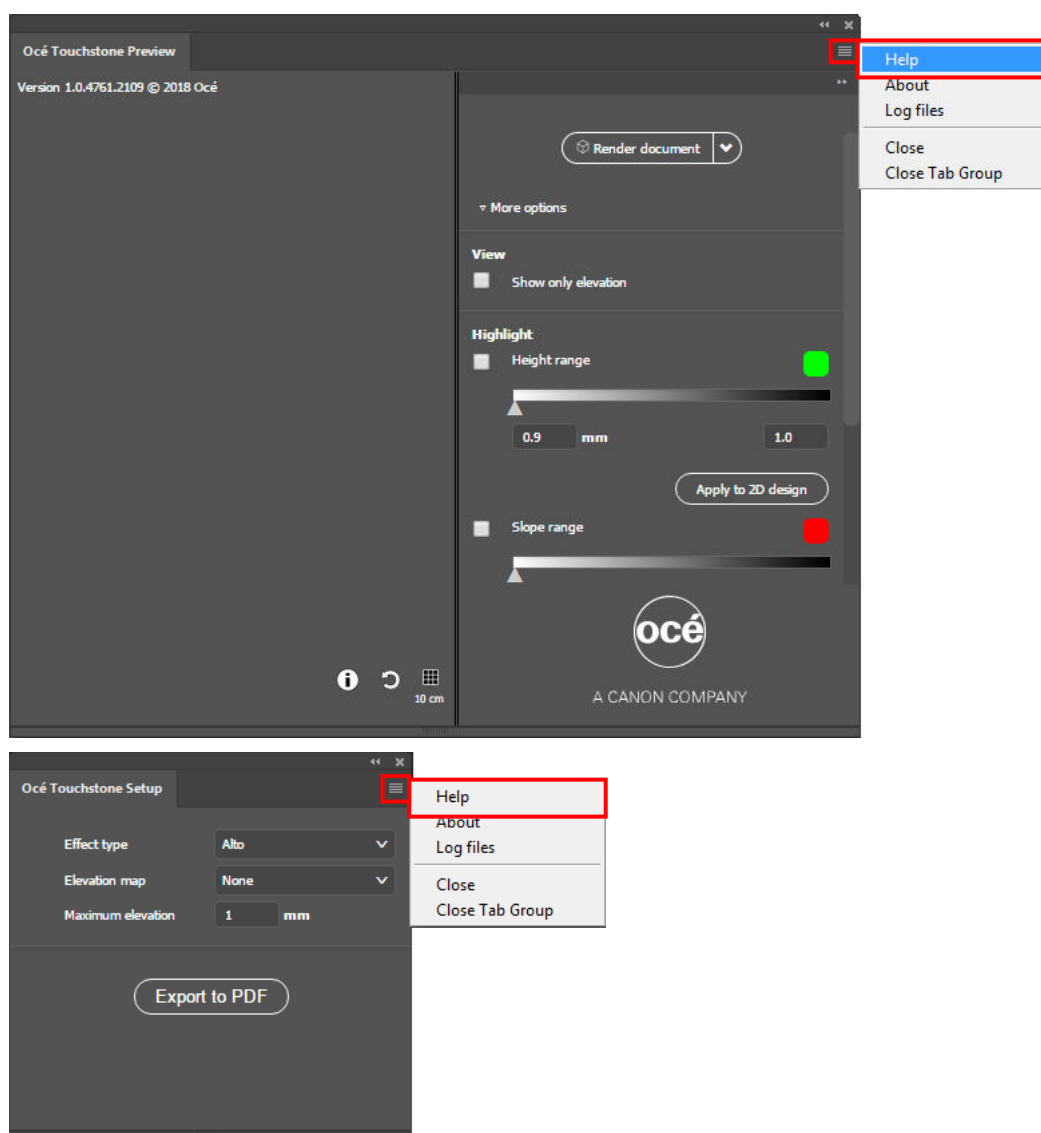 Océ Touchstone Preview
Version 1.0.4761.2109 © 2018 Océ
Render document
More options
View
Show only elevation
Highlight
Height range
0.9 mm 1.0
Apply to 2D design
Slope range
océ
A CANON COMPANY
10 cm
Help
About
Log files
Close
Close Tab Group
Océ Touchstone Setup
Effect type Alto
Elevation map None
Maximum elevation 1 mm
Export to PDF
Help
About
Log files
Close
Close Tab Group